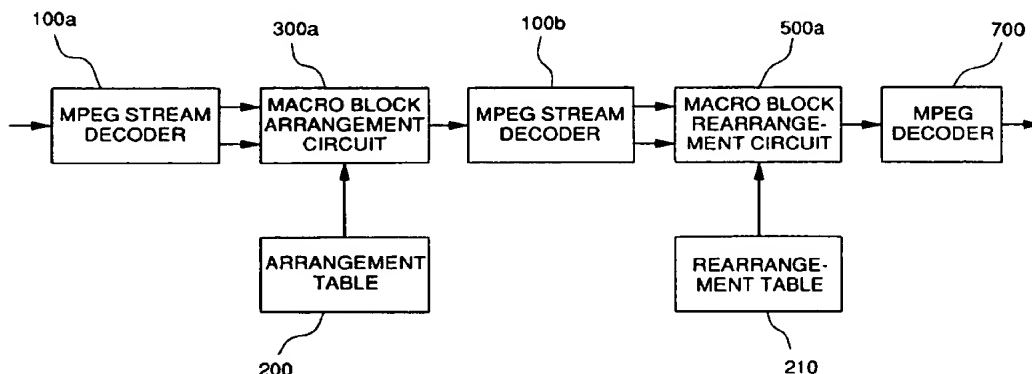 100a
300a
100b
500a
700
MPEG STREAM
DECODER
MACRO BLOCK
ARRANGEMENT
CIRCUIT
MPEG STREAM
DECODER
MACRO BLOCK
REARRANGE-
MENT CIRCUIT
MPEG
DECODER
ARRANGEMENT
TABLE
REARRANGE-
MENT TABLE
200
210